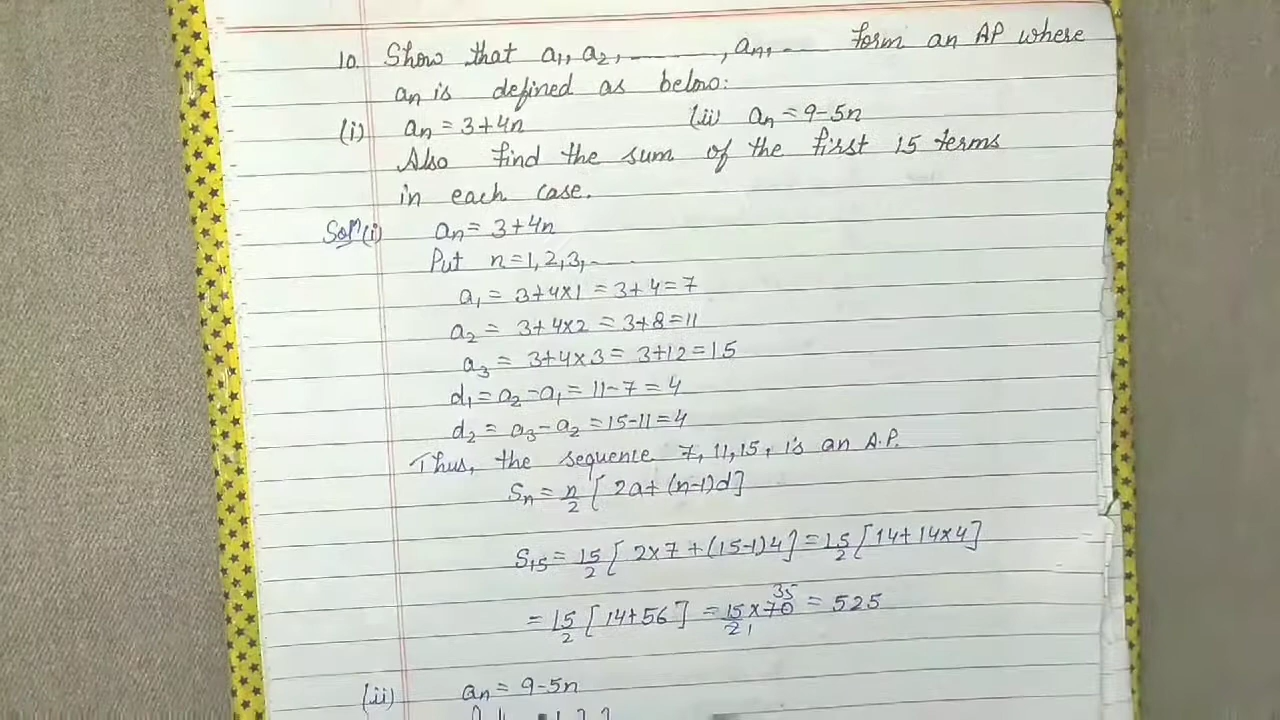 10. Show that a₁, a₂, ........, aₙ, .... form an AP where
aₙ is defined as below:
(i) aₙ = 3+4n (ii) aₙ = 9-5n
Also find the sum of the first 15 terms
in each case.
Solⁿ(i) aₙ = 3+4n
Put n=1,2,3,....
a₁ = 3+4×1 = 3+4=7
a₂ = 3+4×2 = 3+8=11
a₃ = 3+4×3 = 3+12=15
d₁ = a₂-a₁ = 11-7 = 4
d₂ = a₃-a₂ = 15-11=4
Thus, the sequence 7, 11, 15, is an A.P.
Sₙ = n/2 [2a+(n-1)d]
S₁₅ = 15/2 [2×7+(15-1)4] = 15/2 [14+14×4]
= 15/2 [14+56] = 15/2 1 × 70 35 = 525
(ii) aₙ = 9-5n